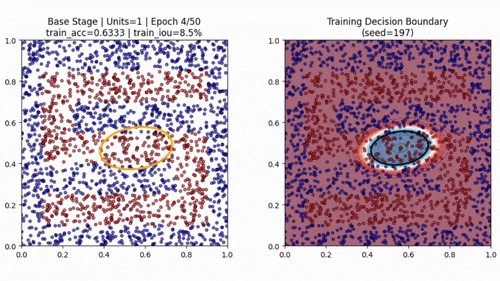 Base Stage | Units=1 | Epoch 4/50
train_acc=0.6333 | train_iou=8.5%
Training Decision Boundary
(seed=197)
1.0
0.8
0.6
0.4
0.2
0.0
0.0 0.2 0.4 0.6 0.8 1.0
1.0
0.8
0.6
0.4
0.2
0.0
0.0 0.2 0.4 0.6 0.8 1.0